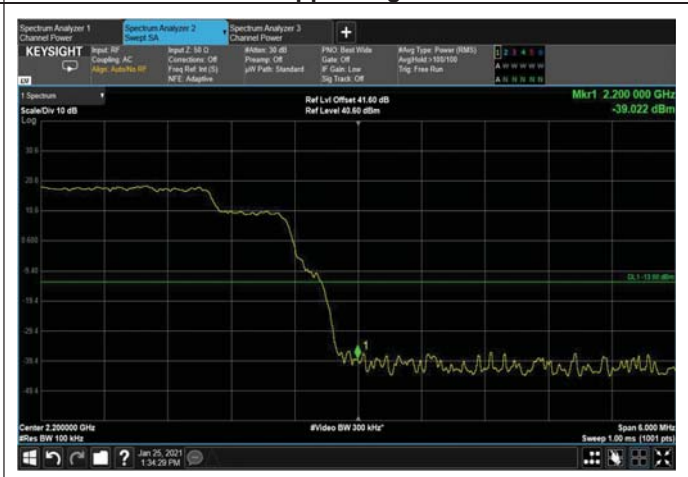 Spectrum Analyzer 1
Channel Power
Spectrum Analyzer 2
Swept SA
Spectrum Analyzer 3
Channel Power
KEYSIGHT
Input: RF
Coupling: AC
Align: Auto/No RF
Input Z: 50 Ω
Corrections: Off
Freq Ref: Int (S)
NFE: Adaptive
#Atten: 30 dB
Preamp: Off
µW Path: Standard
PNO: Best Wide
Gate: Off
IF Gain: Low
Sig Track: Off
#Avg Type: Power (RMS)
Avg|Hold:>100/100
Trig: Free Run
1 2 3 4 5 6
A W W W W W
A N N N N N
LXI
1 Spectrum
Scale/Div 10 dB
Log
Ref Lvl Offset 41.60 dB
Ref Level 40.60 dBm
Mkr1 2.200 000 GHz
-39.022 dBm
30.6
20.6
10.6
0.600
-9.40
-19.4
-29.4
-39.4
-49.4
DL1 -13.00 dBm
1
Center 2.200000 GHz
#Res BW 100 kHz
#Video BW 300 kHz*
Span 6.000 MHz
Sweep 1.00 ms (1001 pts)
Jan 25, 2021
1:34:29 PM